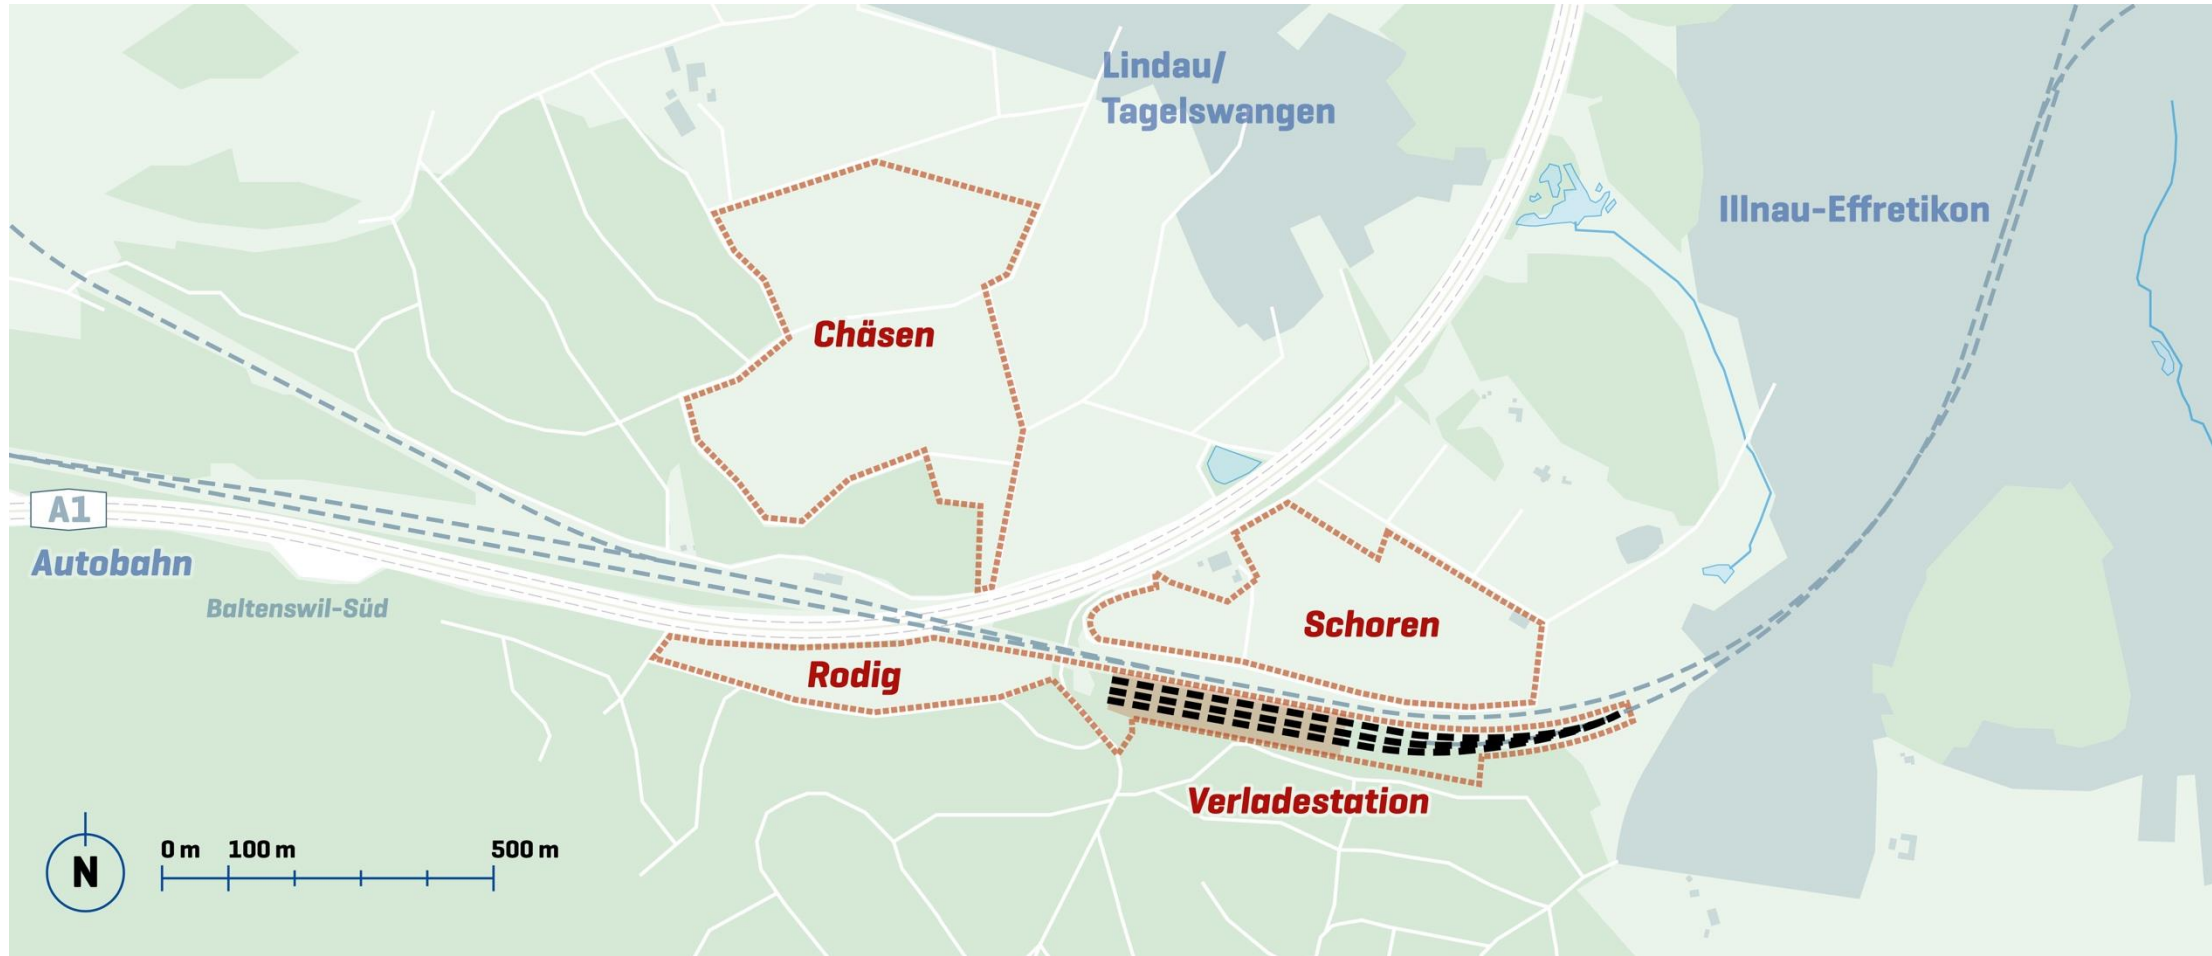 Lindau/
Tagelswangen
Illnau-Effretikon
Chäsen
A1
Autobahn
Baltenswil-Süd
Schoren
Rodig
Verladestation
N
0 m 100 m 500 m